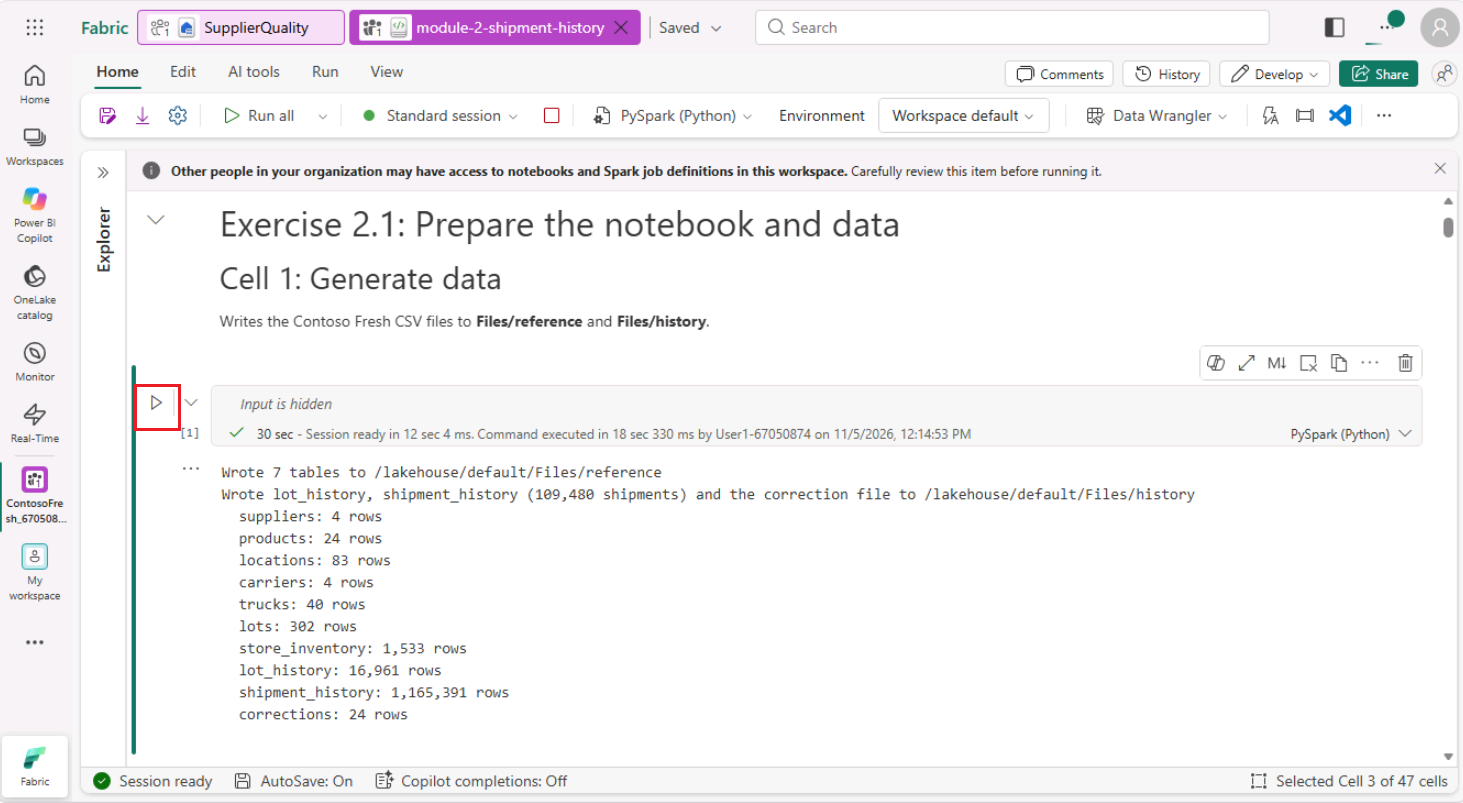 Fabric SupplierQuality module-2-shipment-history Saved Search
Home Edit AI tools Run View Comments History Develop Share
Run all Standard session PySpark (Python) Environment Workspace default Data Wrangler
Home
Workspaces
Power BI
Copilot
OneLake
catalog
Monitor
Real-Time
ContosoFre
sh_670508...
My
workspace
Fabric
Explorer
Other people in your organization may have access to notebooks and Spark job definitions in this workspace. Carefully review this item before running it.
Exercise 2.1: Prepare the notebook and data
Cell 1: Generate data
Writes the Contoso Fresh CSV files to Files/reference and Files/history.
M↓
Input is hidden
[1] 30 sec - Session ready in 12 sec 4 ms. Command executed in 18 sec 330 ms by User1-67050874 on 11/5/2026, 12:14:53 PM PySpark (Python)
Wrote 7 tables to /lakehouse/default/Files/reference
Wrote lot_history, shipment_history (109,480 shipments) and the correction file to /lakehouse/default/Files/history
suppliers: 4 rows
products: 24 rows
locations: 83 rows
carriers: 4 rows
trucks: 40 rows
lots: 302 rows
store_inventory: 1,533 rows
lot_history: 16,961 rows
shipment_history: 1,165,391 rows
corrections: 24 rows
Session ready AutoSave: On Copilot completions: Off Selected Cell 3 of 47 cells